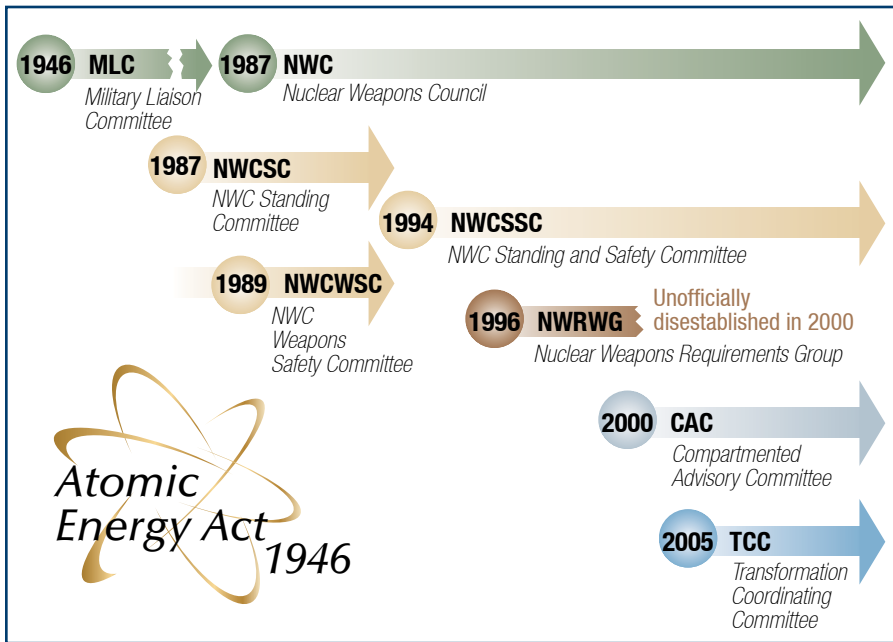 1946 MLC
Military Liaison
Committee
1987 NWC
Nuclear Weapons Council
1987 NWCSC
NWC Standing
Committee
1994 NWCSSC
NWC Standing and Safety Committee
1989 NWCWSC
NWC
Weapons
Safety Committee
1996 NWRWG
Unofficially
disestablished in 2000
Nuclear Weapons Requirements Group
2000 CAC
Compartmented
Advisory Committee
2005 TCC
Transformation
Coordinating
Committee
Atomic
Energy Act
1946